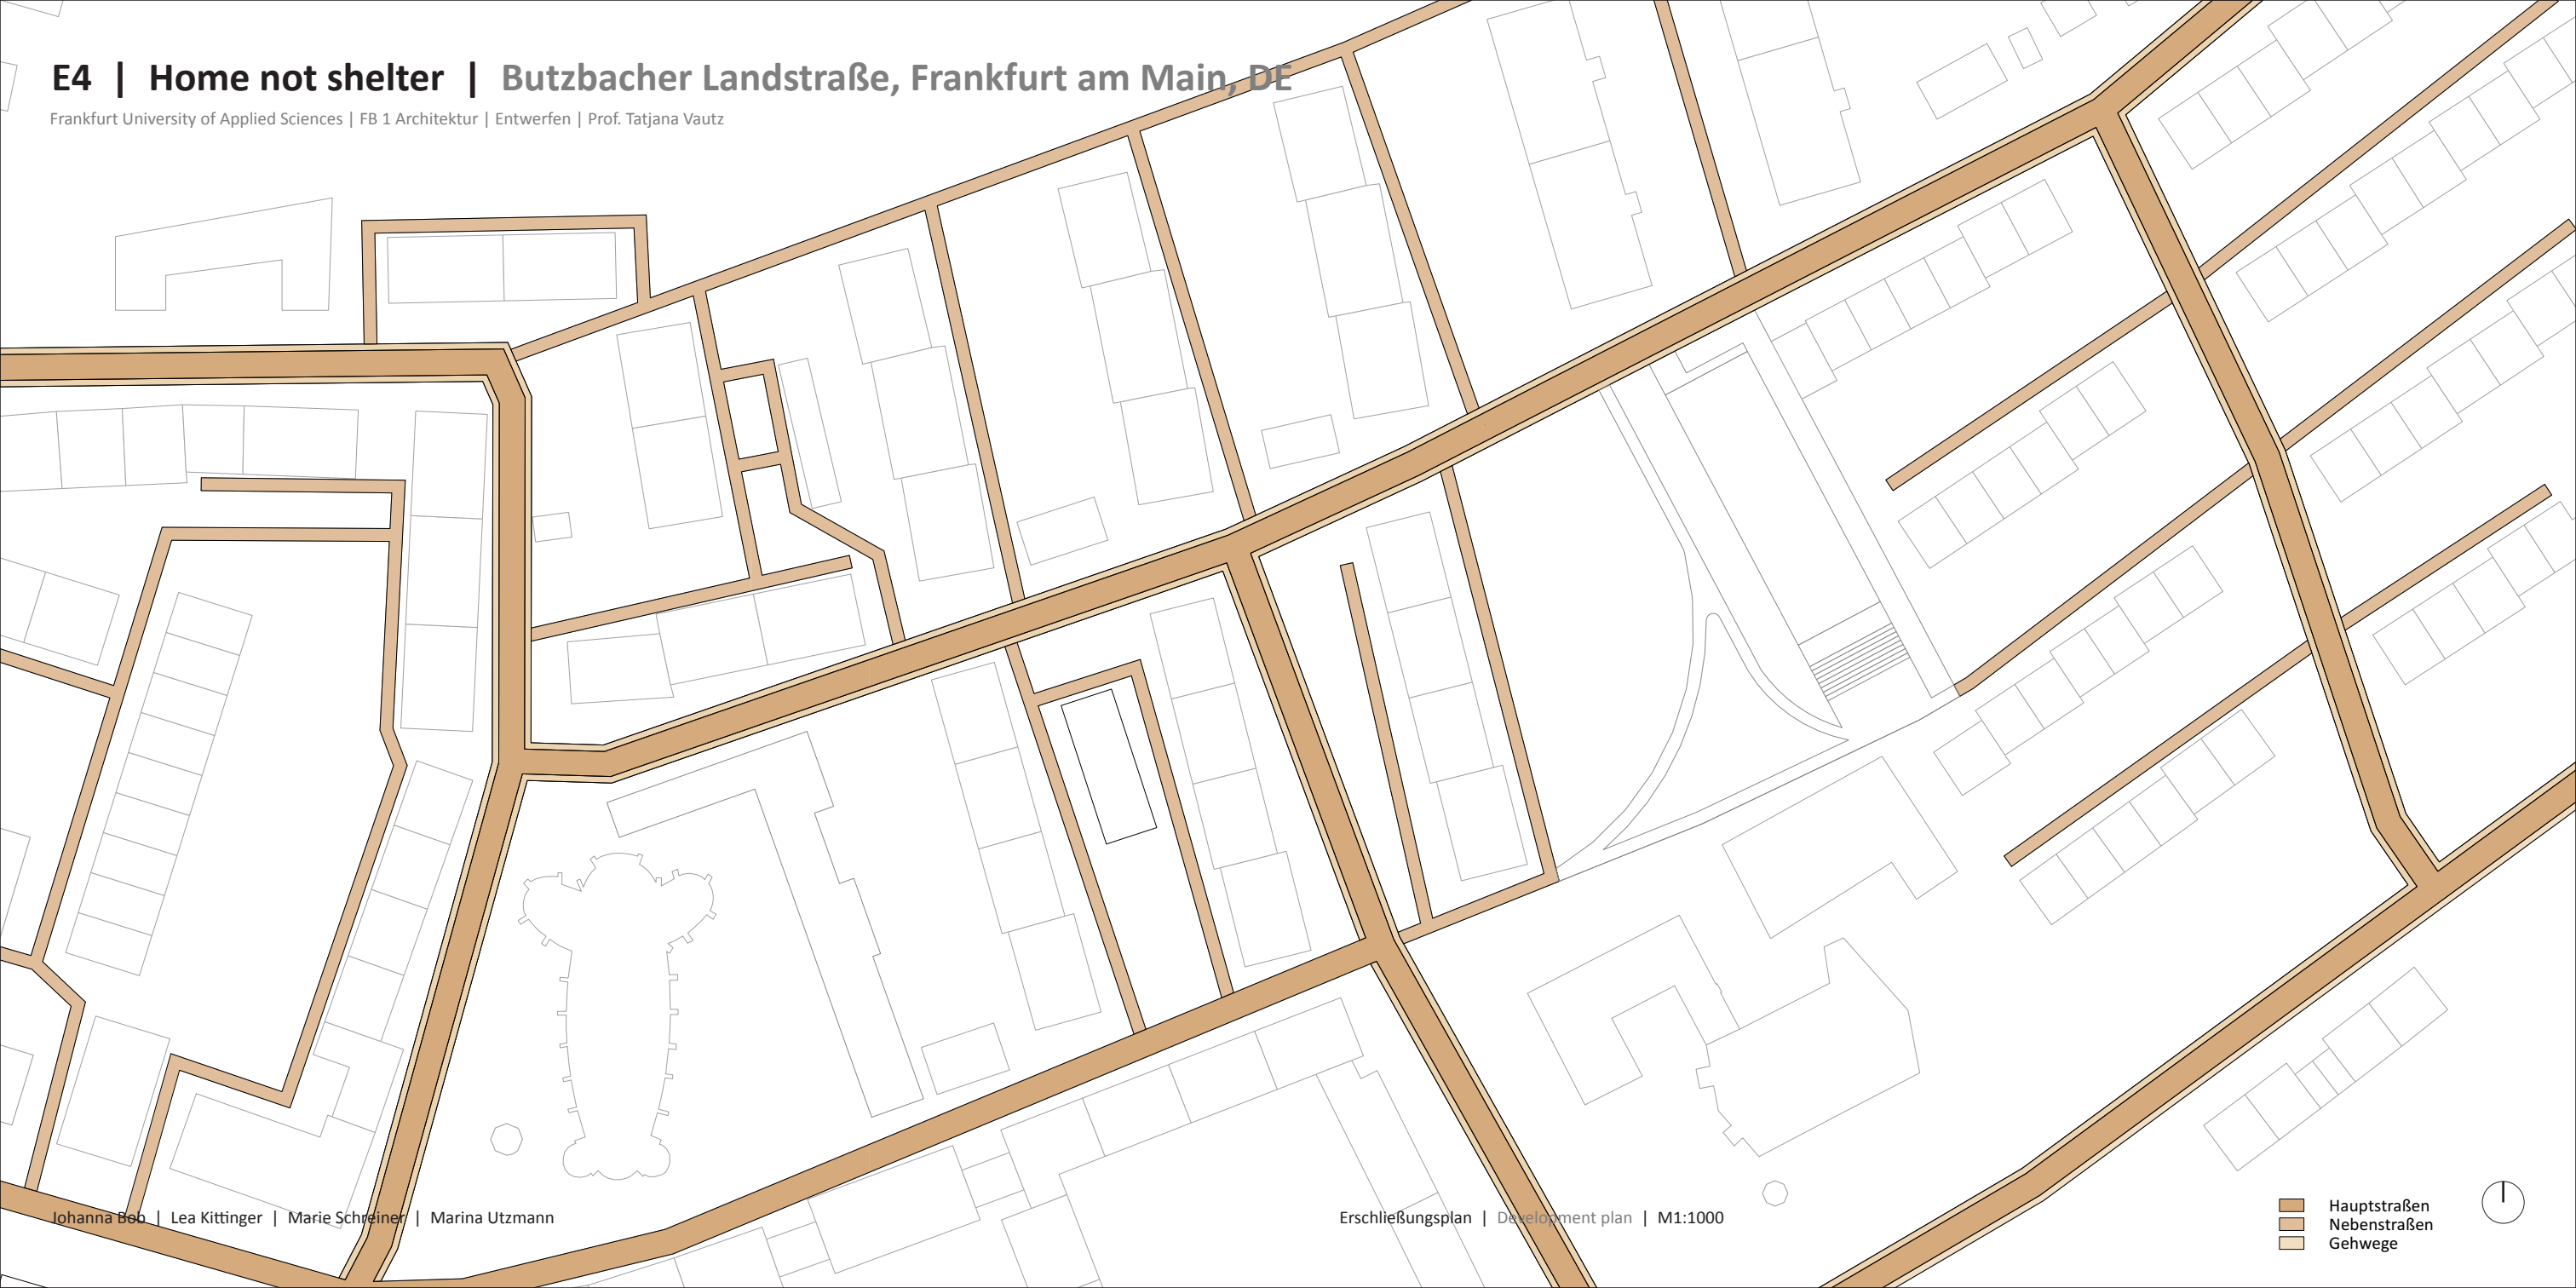 E4 | Home not shelter | Butzbacher Landstraße, Frankfurt am Main, DE
Frankfurt University of Applied Sciences | FB 1 Architektur | Entwerfen | Prof. Tatjana Vautz
Johanna Bob | Lea Kittinger | Marie Schreiner | Marina Utzmann
Erschließungsplan | Development plan | M1:1000
Hauptstraßen
Nebenstraßen
Gehwege